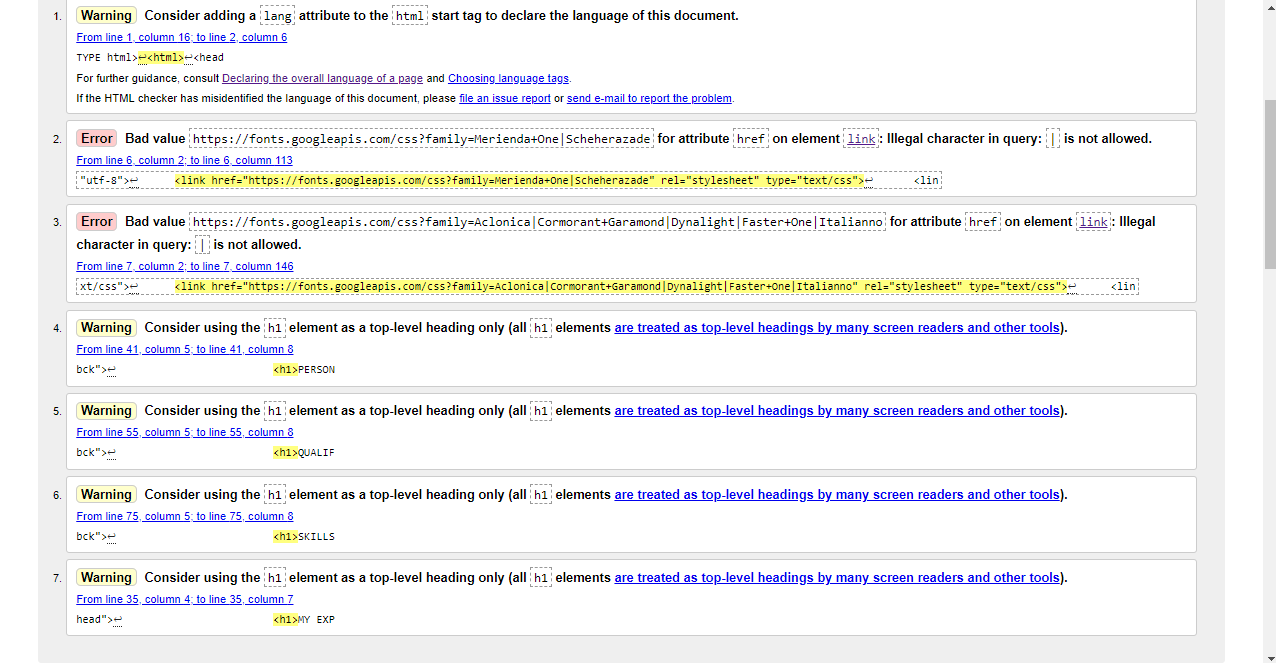 1. Warning Consider adding a lang attribute to the html start tag to declare the language of this document.
From line 1, column 16; to line 2, column 6
TYPE html>↩<html>↩<head
For further guidance, consult Declaring the overall language of a page and Choosing language tags.
If the HTML checker has misidentified the language of this document, please file an issue report or send e-mail to report the problem.
2. Error Bad value https://fonts.googleapis.com/css?family=Merienda+One|Scheherazade for attribute href on element link: Illegal character in query: | is not allowed.
From line 6, column 2; to line 6, column 113
"utf-8">↩ <link href="https://fonts.googleapis.com/css?family=Merienda+One|Scheherazade" rel="stylesheet" type="text/css">↩ <lin
3. Error Bad value https://fonts.googleapis.com/css?family=Aclonica|Cormorant+Garamond|Dynalight|Faster+One|Italianno for attribute href on element link: Illegal
character in query: | is not allowed.
From line 7, column 2; to line 7, column 146
xt/css">↩ <link href="https://fonts.googleapis.com/css?family=Aclonica|Cormorant+Garamond|Dynalight|Faster+One|Italianno" rel="stylesheet" type="text/css">↩ <lin
4. Warning Consider using the h1 element as a top-level heading only (all h1 elements are treated as top-level headings by many screen readers and other tools).
From line 41, column 5; to line 41, column 8
bck">↩ <h1>PERSON
5. Warning Consider using the h1 element as a top-level heading only (all h1 elements are treated as top-level headings by many screen readers and other tools).
From line 55, column 5; to line 55, column 8
bck">↩ <h1>QUALIF
6. Warning Consider using the h1 element as a top-level heading only (all h1 elements are treated as top-level headings by many screen readers and other tools).
From line 75, column 5; to line 75, column 8
bck">↩ <h1>SKILLS
7. Warning Consider using the h1 element as a top-level heading only (all h1 elements are treated as top-level headings by many screen readers and other tools).
From line 35, column 4; to line 35, column 7
head">↩ <h1>MY EXP